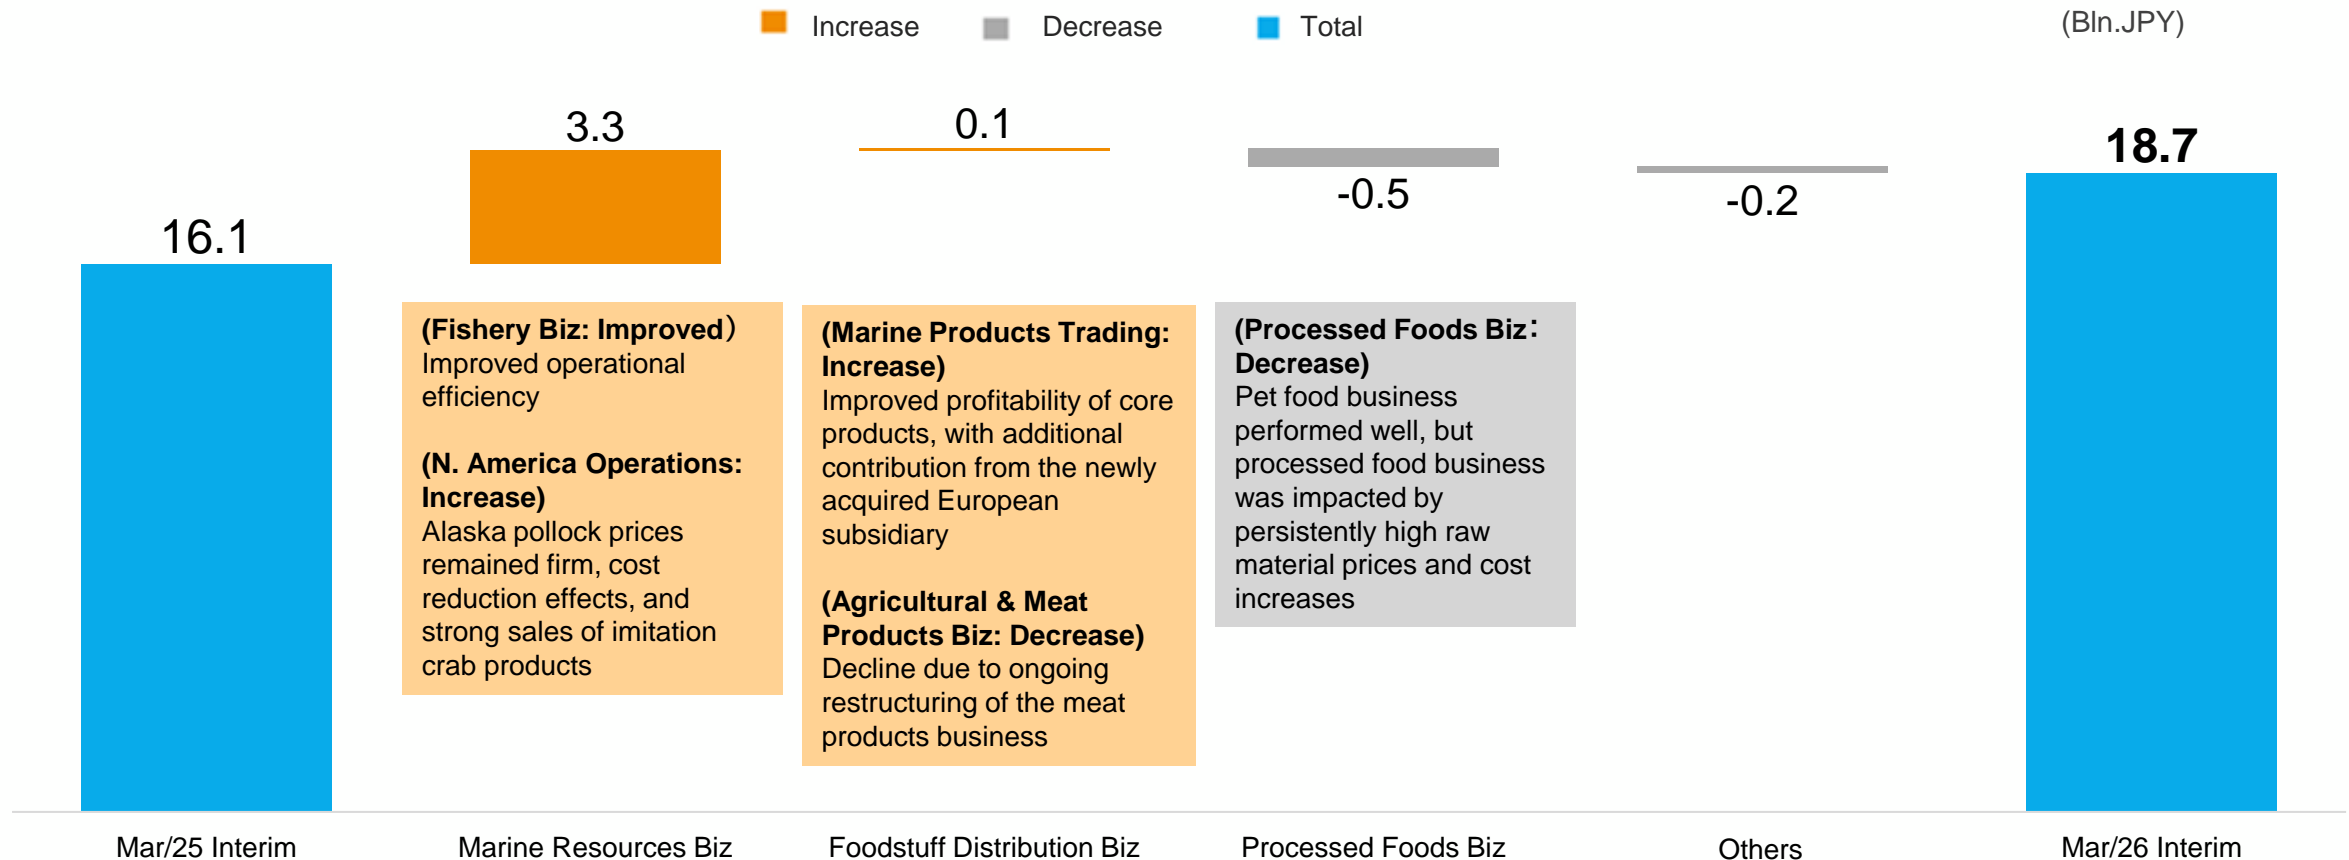 Increase
Decrease
Total
(Bln.JPY)
16.1
3.3
0.1
-0.5
-0.2
18.7
(Fishery Biz: Improved）
Improved operational
efficiency
(N. America Operations:
Increase)
Alaska pollock prices
remained firm, cost
reduction effects, and
strong sales of imitation
crab products
(Marine Products Trading:
Increase)
Improved profitability of core
products, with additional
contribution from the newly
acquired European
subsidiary
(Agricultural & Meat
Products Biz: Decrease)
Decline due to ongoing
restructuring of the meat
products business
(Processed Foods Biz：
Decrease)
Pet food business
performed well, but
processed food business
was impacted by
persistently high raw
material prices and cost
increases
Mar/25 Interim
Marine Resources Biz
Foodstuff Distribution Biz
Processed Foods Biz
Others
Mar/26 Interim